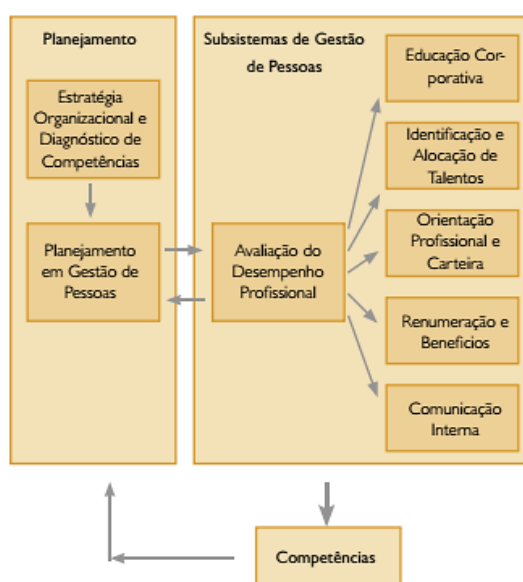 Planejamento
Estratégia
Organizacional e
Diagnóstico de
Competências
Planejamento
em Gestão de
Pessoas
Subsistemas de Gestão
de Pessoas
Avaliação do
Desempenho
Profissional
Educação Cor-
porativa
Identificação e
Alocação de
Talentos
Orientação
Profissional e
Carteira
Renumeração e
Beneficios
Comunicação
Interna
Competências